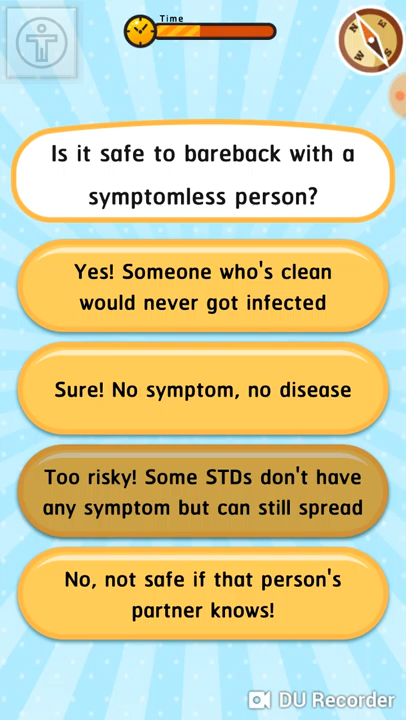 Time
N
E
W
S
Is it safe to bareback with a
symptomless person?
Yes! Someone who's clean
would never got infected
Sure! No symptom, no disease
Too risky! Some STDs don't have
any symptom but can still spread
No, not safe if that person's
partner knows!
DU Recorder